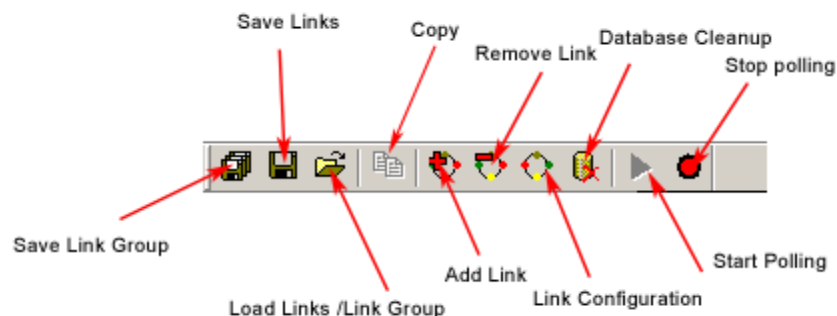 Save Links
Copy
Remove Link
Database Cleanup
Stop polling
Save Link Group
Load Links /Link Group
Add Link
Link Configuration
Start Polling